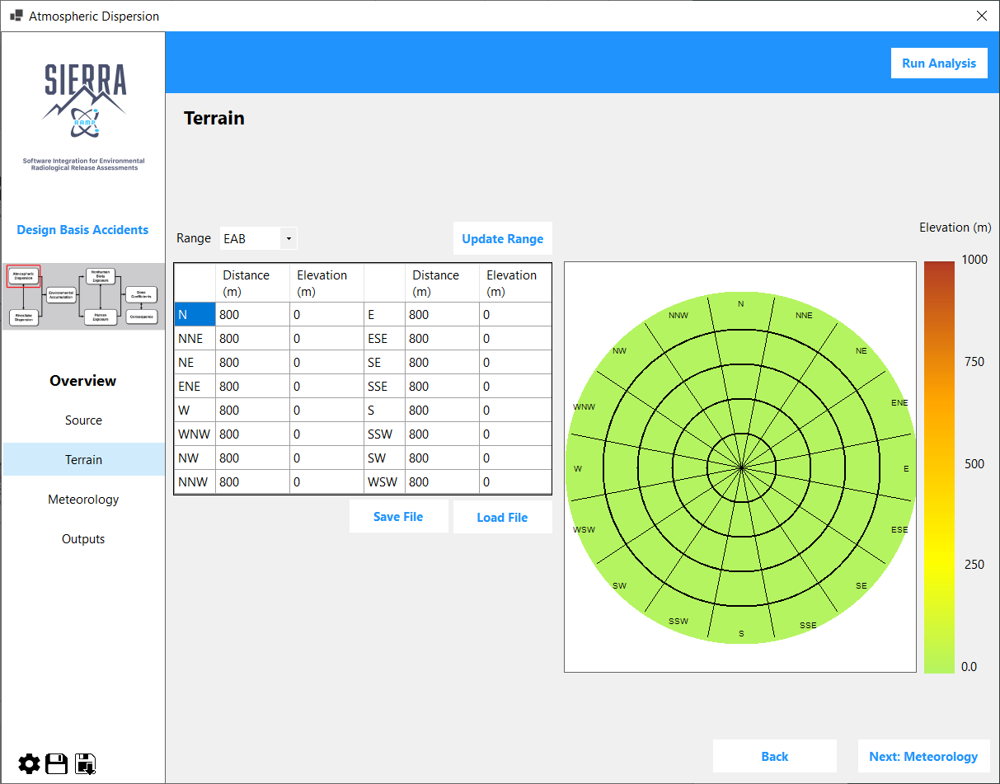 Atmospheric Dispersion
SIERRA
RAMP
Software Integration for Environmental
Radiological Release Assessments
Design Basis Accidents
Atmospheric
Dispersion
Nonhuman
Biota
Exposure
Environmental
Accumulation
Dose
Coefficients
River/lake
Dispersion
Human
Exposure
Consequence
Overview
Source
Terrain
Meteorology
Outputs
Run Analysis
Terrain
Range EAB Update Range
Distance (m) Elevation (m) Distance (m) Elevation (m)
N 800 0 E 800 0
NNE 800 0 ESE 800 0
NE 800 0 SE 800 0
ENE 800 0 SSE 800 0
W 800 0 S 800 0
WNW 800 0 SSW 800 0
NW 800 0 SW 800 0
NNW 800 0 WSW 800 0
Save File Load File
Elevation (m)
1000
750
500
250
0.0
N
NNW NNE
NW NE
WNW ENE
W E
WSW ESE
SW SE
SSW SSE
S
Back Next: Meteorology